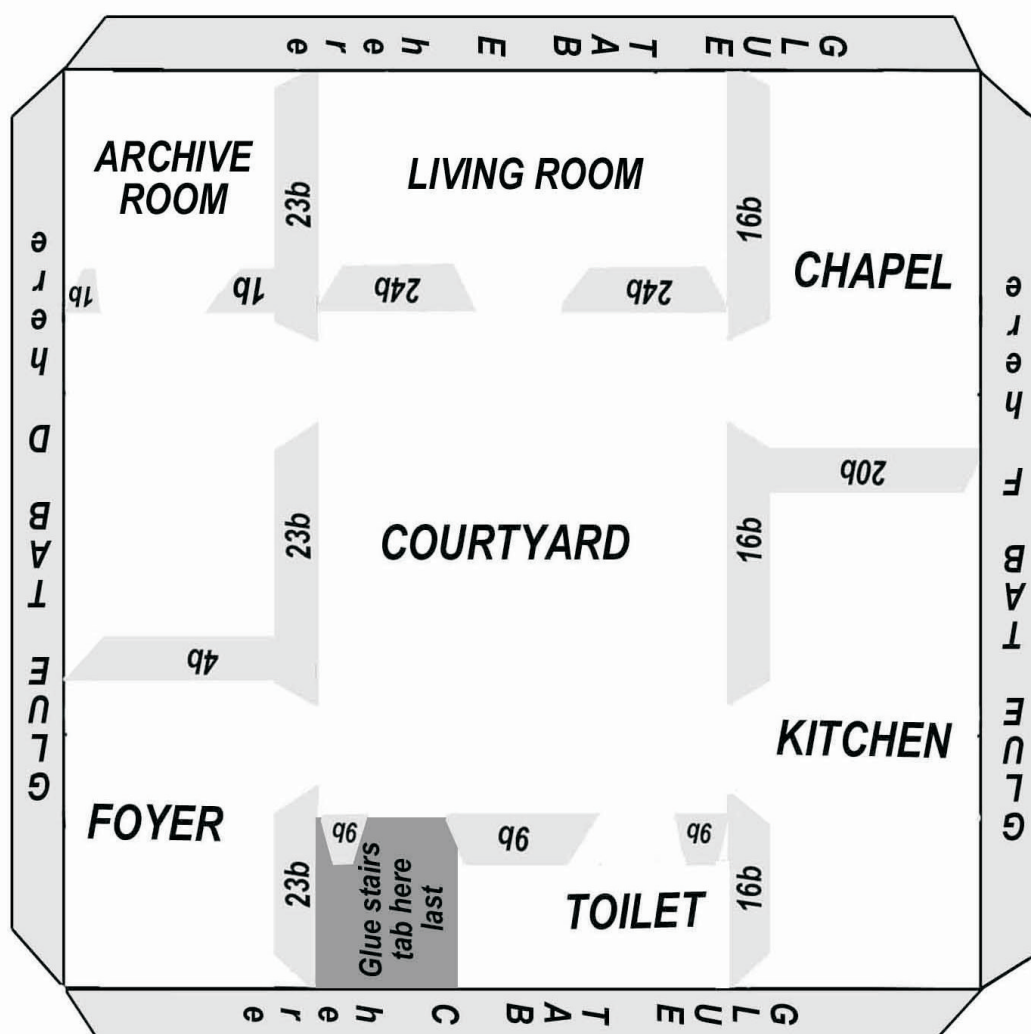 GLUE TAB E here
ARCHIVE
ROOM
LIVING ROOM
23b
16b
CHAPEL
1b
1b
24b
24b
GLUE TAB D here
GLUE TAB F here
20b
23b
COURTYARD
16b
4b
KITCHEN
FOYER
9b
9b
9b
23b
Glue stairs
tab here
last
TOILET
16b
GLUE TAB C here